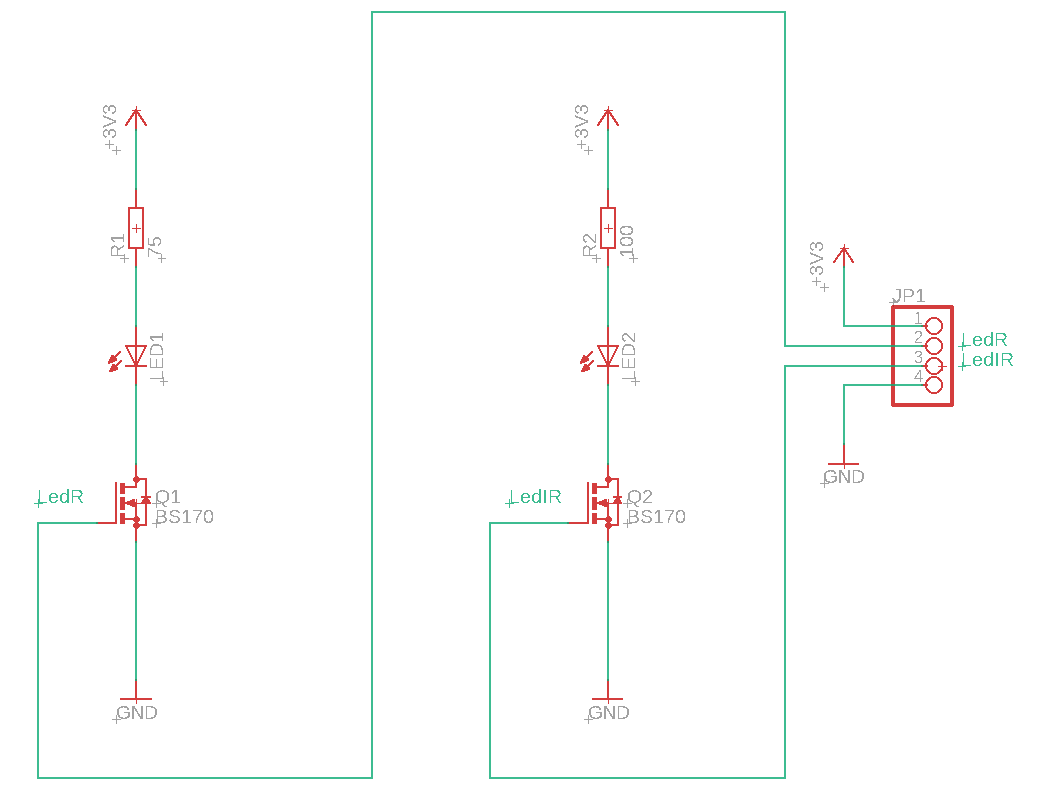 +3V3
+3V3
R1
75
R2
100
+3V3
JP1
1
2
3
4
LedR
LedIR
LED1
LED2
GND
LedR
Q1
BS170
LedIR
Q2
BS170
GND
GND